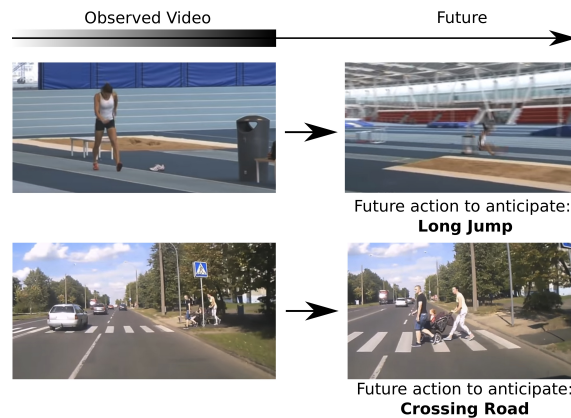 Observed Video
Future
Future action to anticipate:
Long Jump
Future action to anticipate:
Crossing Road